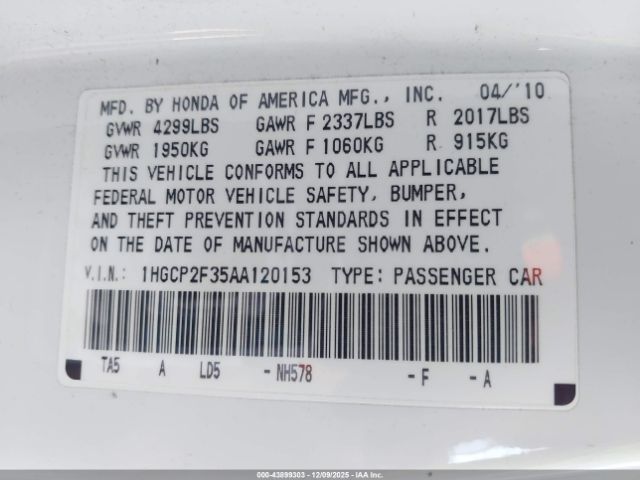 MFD. BY HONDA OF AMERICA MFG., INC. 04/'10
GVWR 4299LBS GAWR F 2337LBS R 2017LBS
GVWR 1950KG GAWR F 1060KG R 915KG
THIS VEHICLE CONFORMS TO ALL APPLICABLE
FEDERAL MOTOR VEHICLE SAFETY, BUMPER,
AND THEFT PREVENTION STANDARDS IN EFFECT
ON THE DATE OF MANUFACTURE SHOWN ABOVE.
V.I.N.: 1HGCP2F35AA120153 TYPE: PASSENGER CAR
TA5 A LD5 -NH578 -F -A
000-43899303 - 12/09/2025 - IAAI.COM